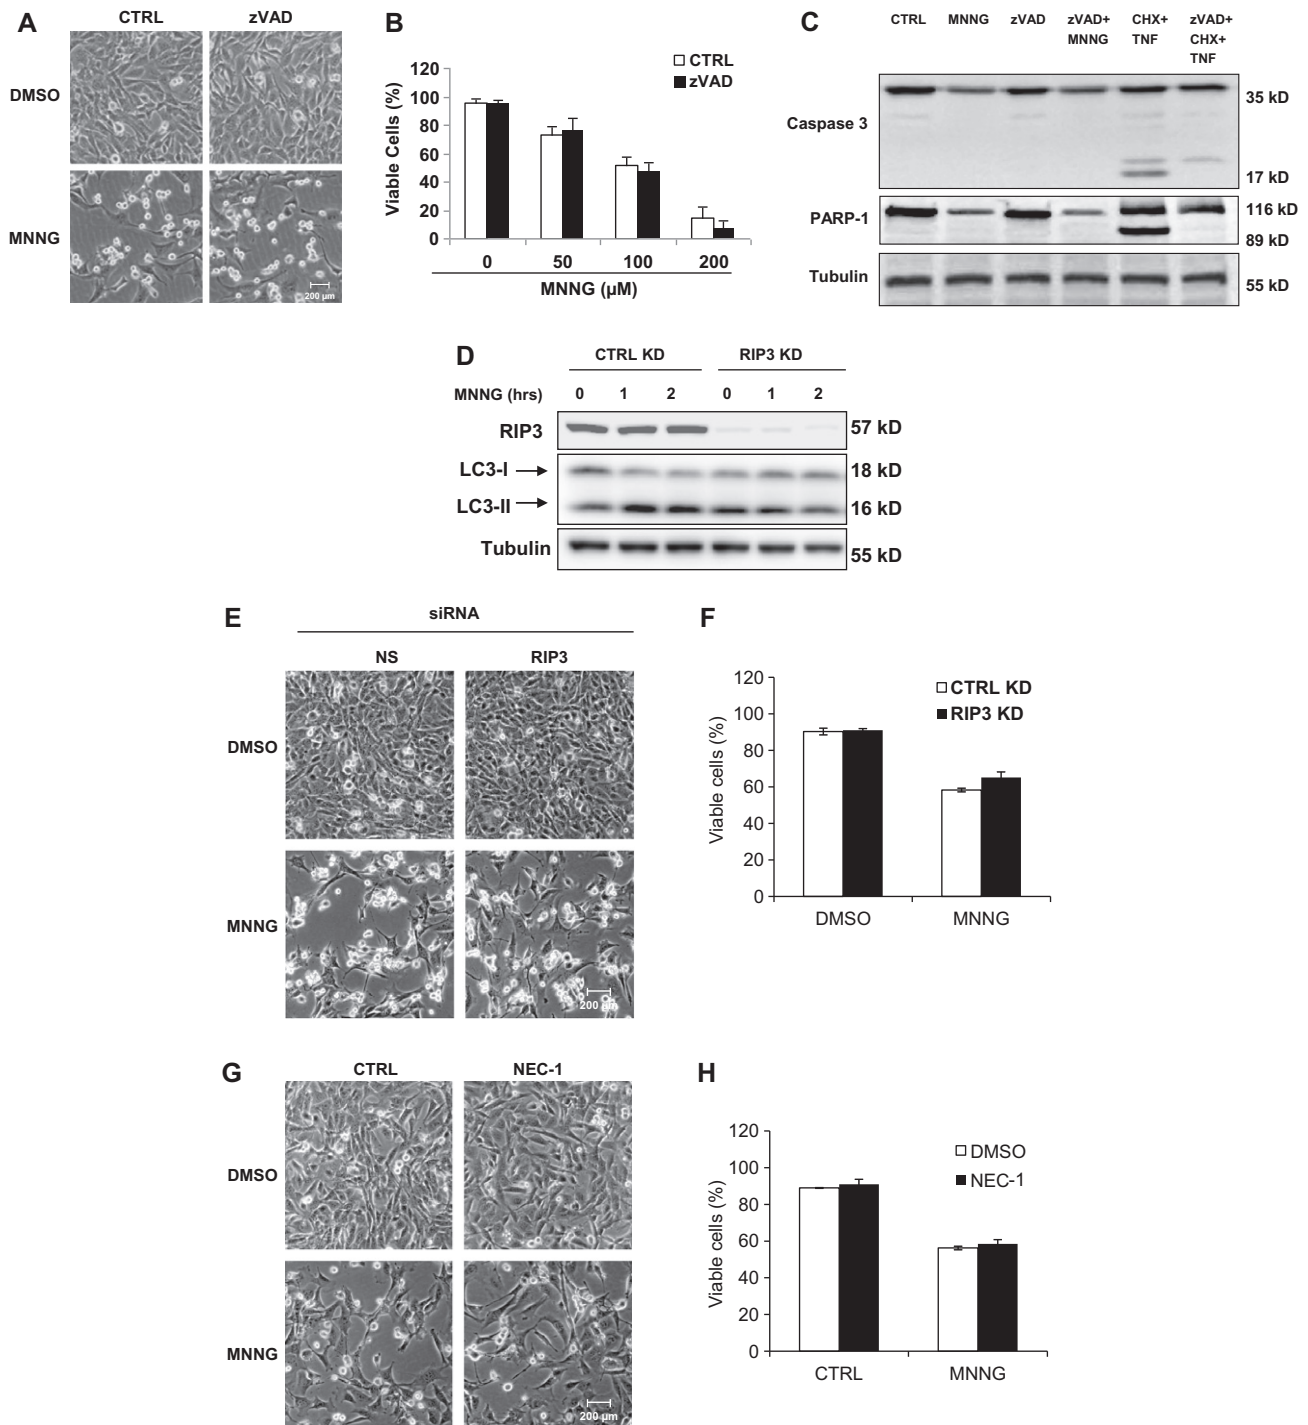 A
CTRL zVAD
DMSO
MNNG
200 µm
B
CTRL
zVAD
120
100
80
60
40
20
0
Viable Cells (%)
0 50 100 200
MNNG (µM)
C
CTRL MNNG zVAD zVAD+ CHX+ zVAD+
MNNG TNF CHX+
TNF
Caspase 3
35 kD
17 kD
PARP-1
116 kD
89 kD
Tubulin
55 kD
D
CTRL KD RIP3 KD
MNNG (hrs) 0 1 2 0 1 2
RIP3 57 kD
LC3-I 18 kD
LC3-II 16 kD
Tubulin 55 kD
E
siRNA
NS RIP3
DMSO
MNNG
200 µm
F
CTRL KD
RIP3 KD
120
100
80
60
40
20
0
Viable cells (%)
DMSO MNNG
G
CTRL NEC-1
DMSO
MNNG
200 µm
H
DMSO
NEC-1
120
100
80
60
40
20
0
Viable cells (%)
CTRL MNNG